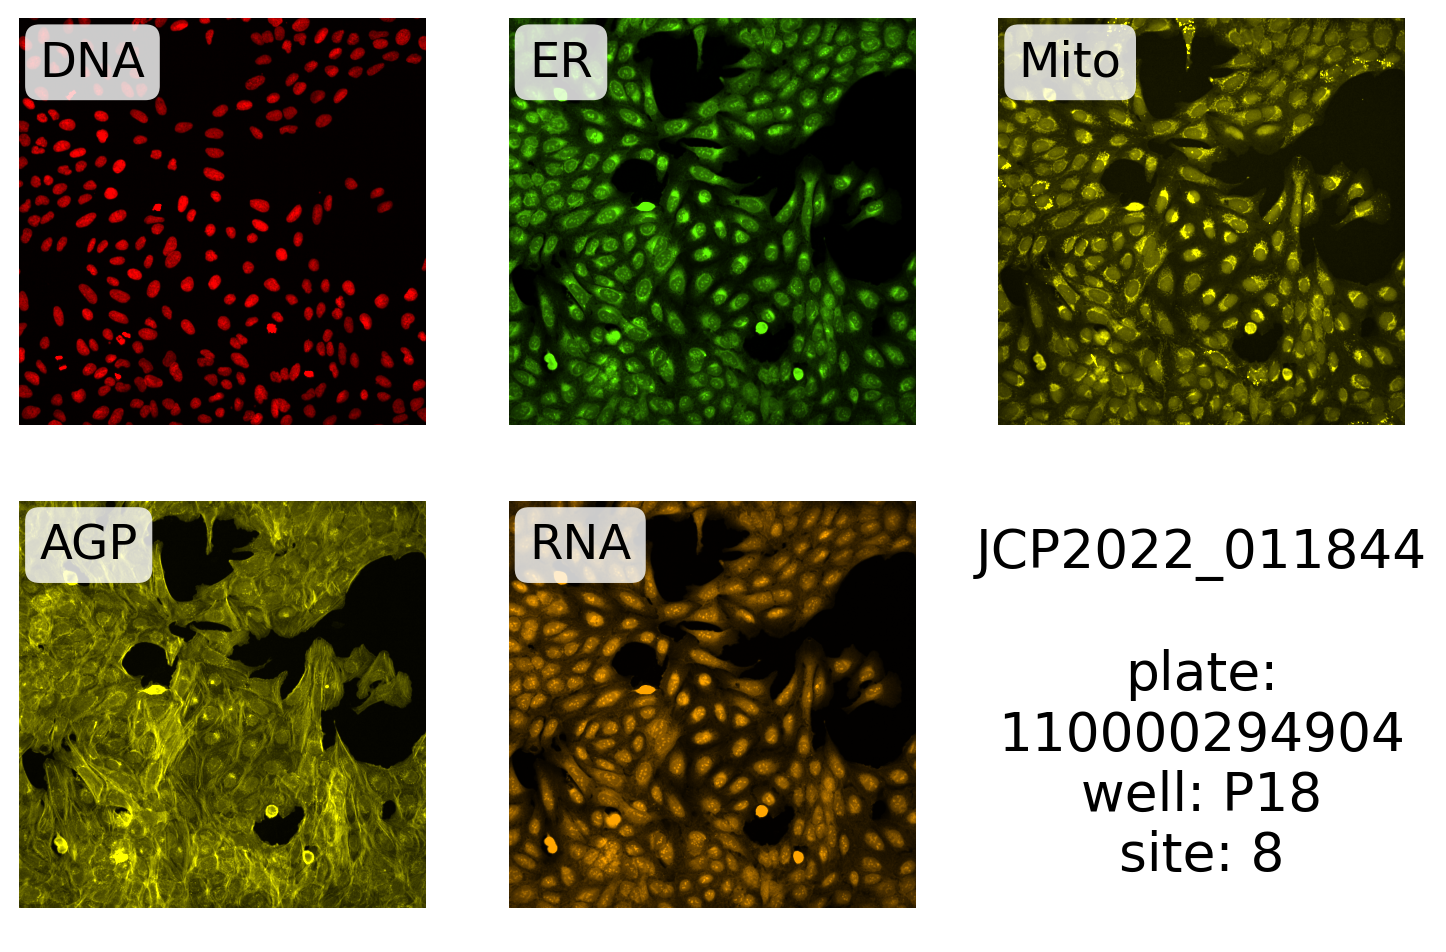 DNA
ER
Mito
AGP
RNA
JCP2022_011844
plate:
110000294904
well: P18
site: 8